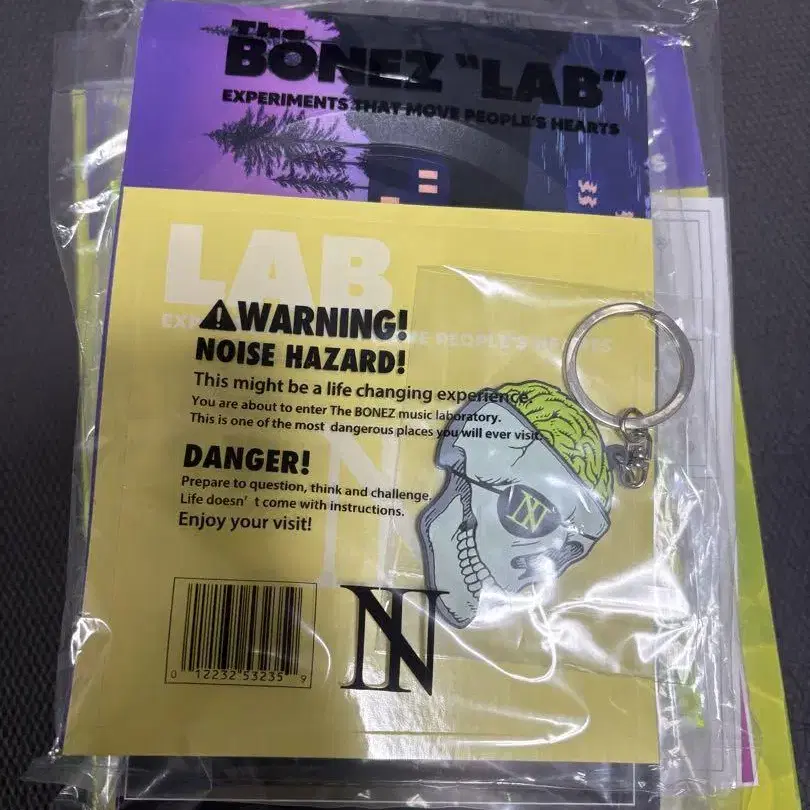 The
BONEZ "LAB"
EXPERIMENTS THAT MOVE PEOPLE'S HEARTS
LAB
⚠WARNING!
NOISE HAZARD!
This might be a life changing experience.
You are about to enter The BONEZ music laboratory.
This is one of the most dangerous places you will ever visit.
DANGER!
Prepare to question, think and challenge.
Life doesn't come with instructions.
Enjoy your visit!
0 12232 53235 9